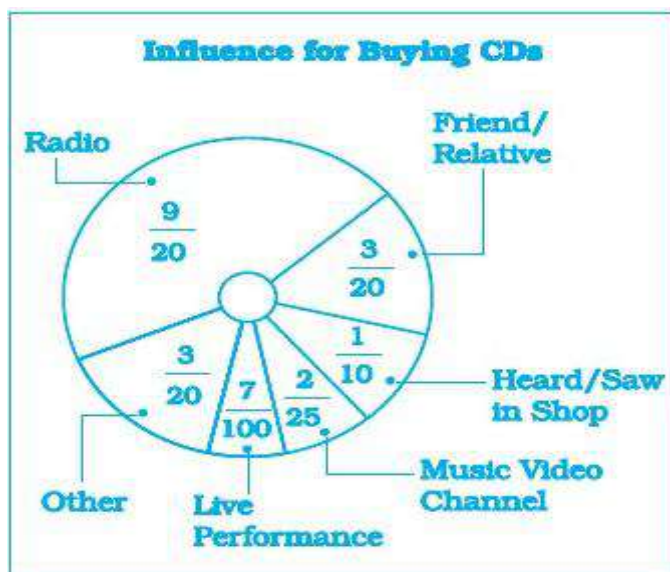 Influence for Buying CDs
Radio
Friend/
Relative
9
20
3
20
1
10
Heard/Saw
in Shop
3
20
7
100
2
25
Music Video
Channel
Other
Live
Performance